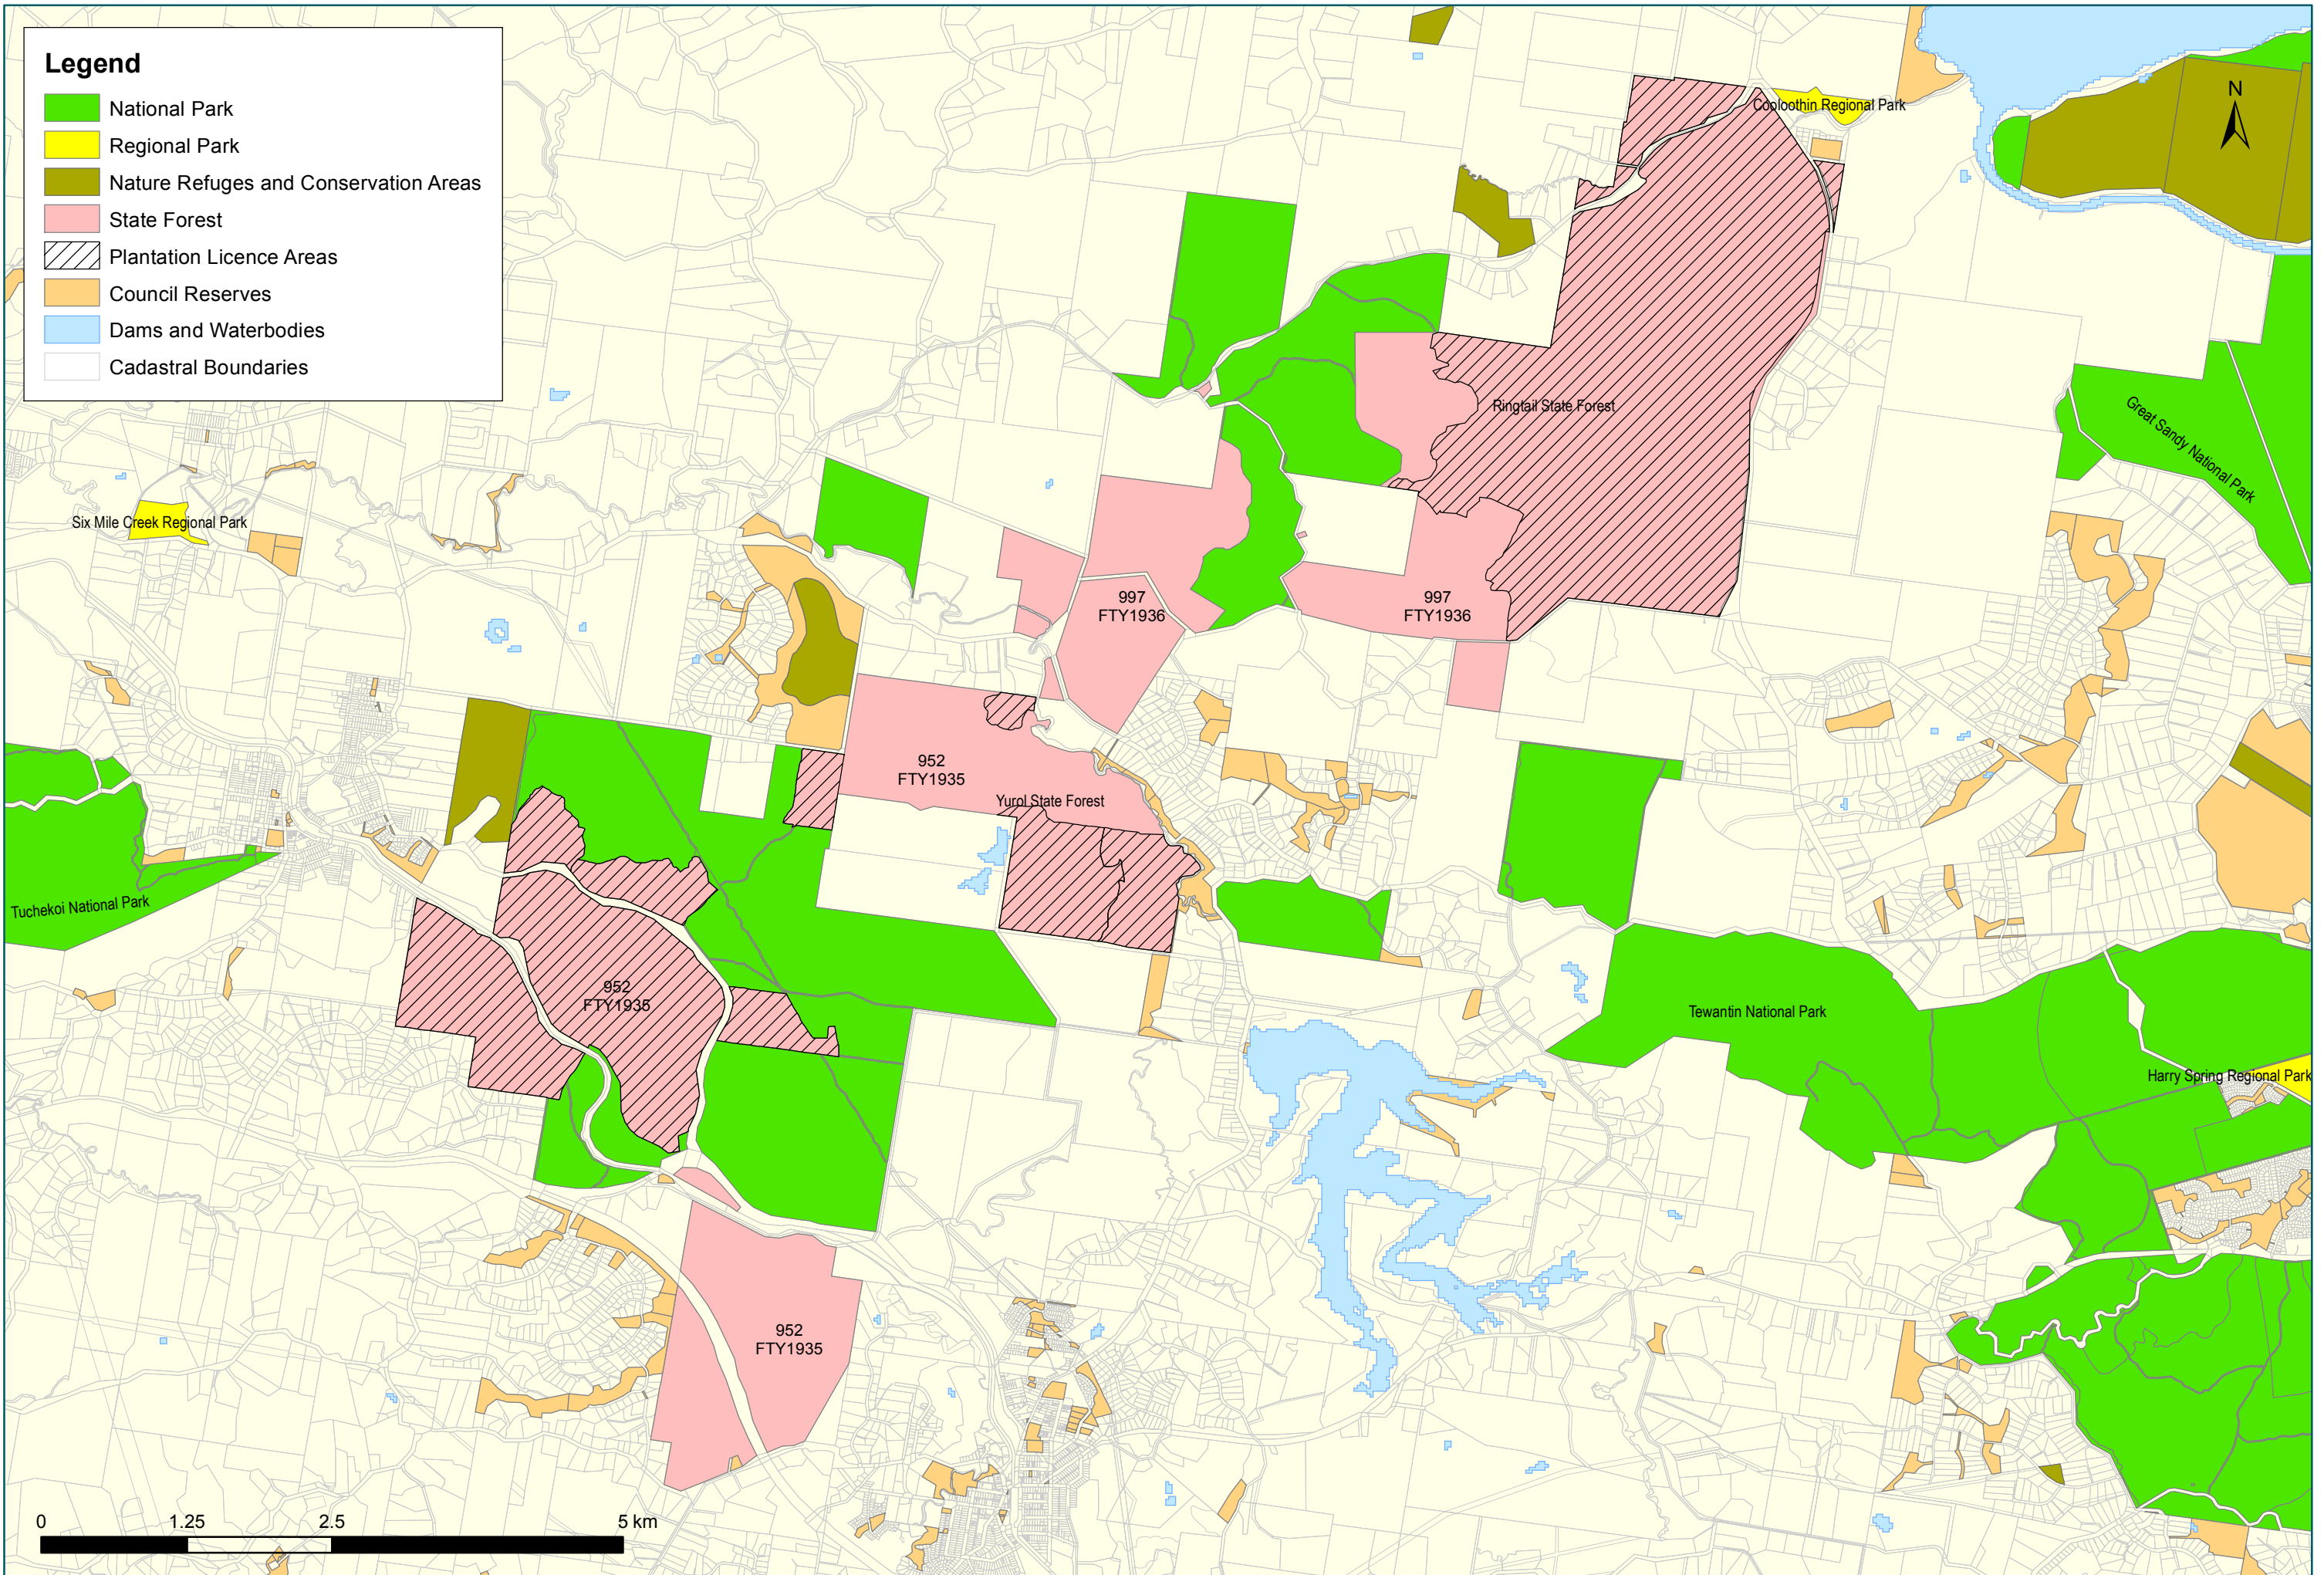 Legend
National Park
Regional Park
Nature Refuges and Conservation Areas
State Forest
Plantation Licence Areas
Council Reserves
Dams and Waterbodies
Cadastral Boundaries
N
Cooloothin Regional Park
Ringtail State Forest
Great Sandy National Park
Six Mile Creek Regional Park
997
FTY1936
997
FTY1936
952
FTY1935
Yurol State Forest
Tuchekoi National Park
952
FTY1935
Tewantin National Park
Harry Spring Regional Park
952
FTY1935
0 1.25 2.5 5 km